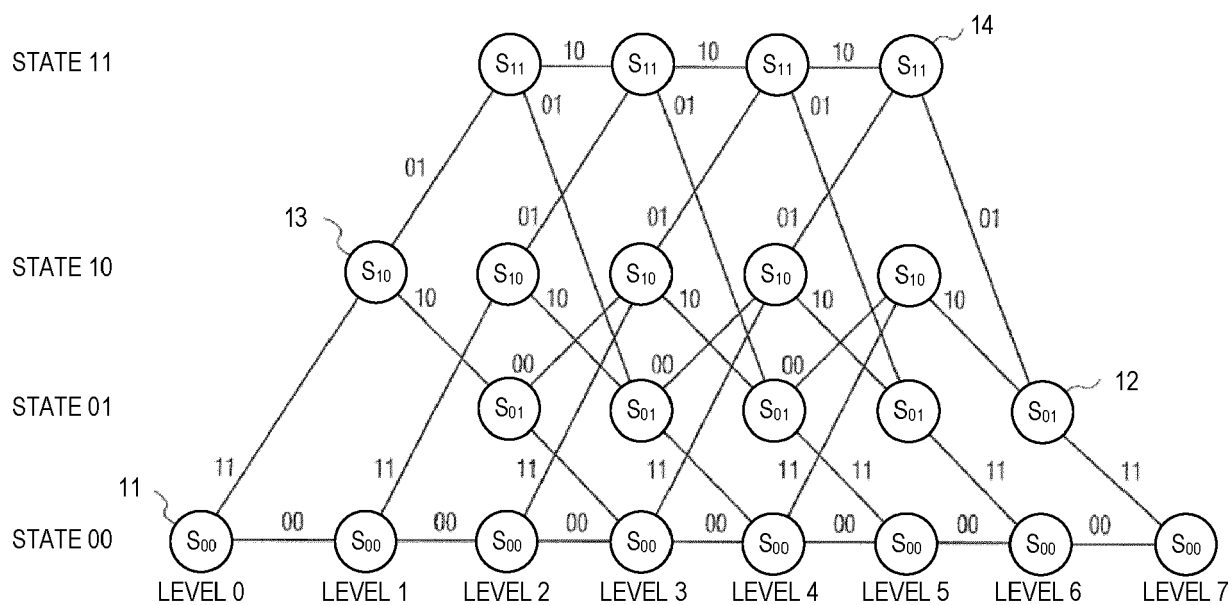 STATE 11 S11 10 S11 10 S11 10 S11 14
01 01 01
01
13 01 01 01 01
STATE 10 S10 S10 S10 S10 S10
10 10 10 10 10
00 00 00
12
STATE 01 S01 S01 S01 S01 S01
11 11 11 11 11 11 11 11
11
STATE 00 S00 00 S00 00 S00 00 S00 00 S00 00 S00 00 S00 00 S00
LEVEL 0 LEVEL 1 LEVEL 2 LEVEL 3 LEVEL 4 LEVEL 5 LEVEL 6 LEVEL 7